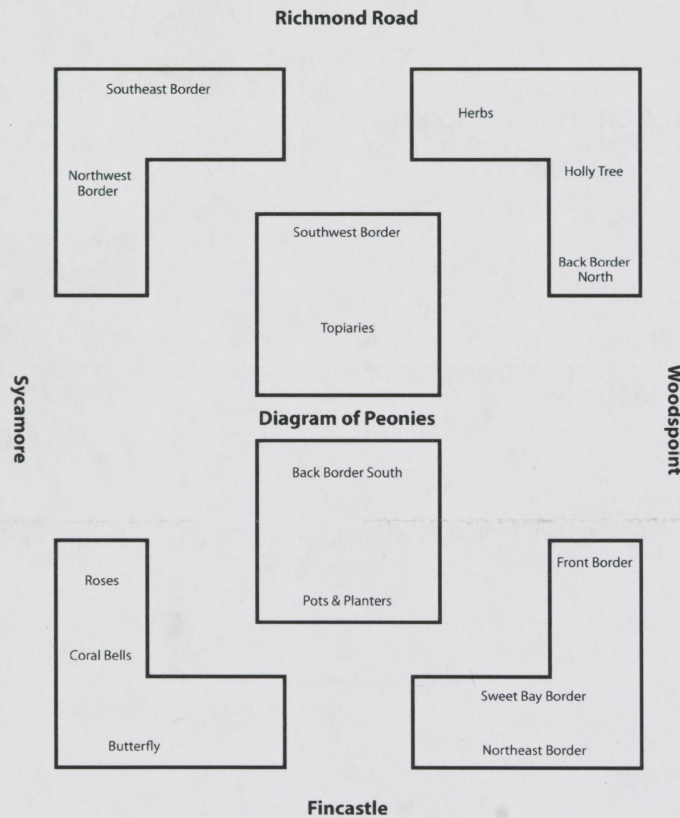 Richmond Road
Southeast Border
Northwest
Border
Herbs
Holly Tree
Back Border
North
Southwest Border
Topiaries
Sycamore
Diagram of Peonies
Woodspoint
Back Border South
Pots & Planters
Roses
Coral Bells
Butterfly
Front Border
Sweet Bay Border
Northeast Border
Fincastle